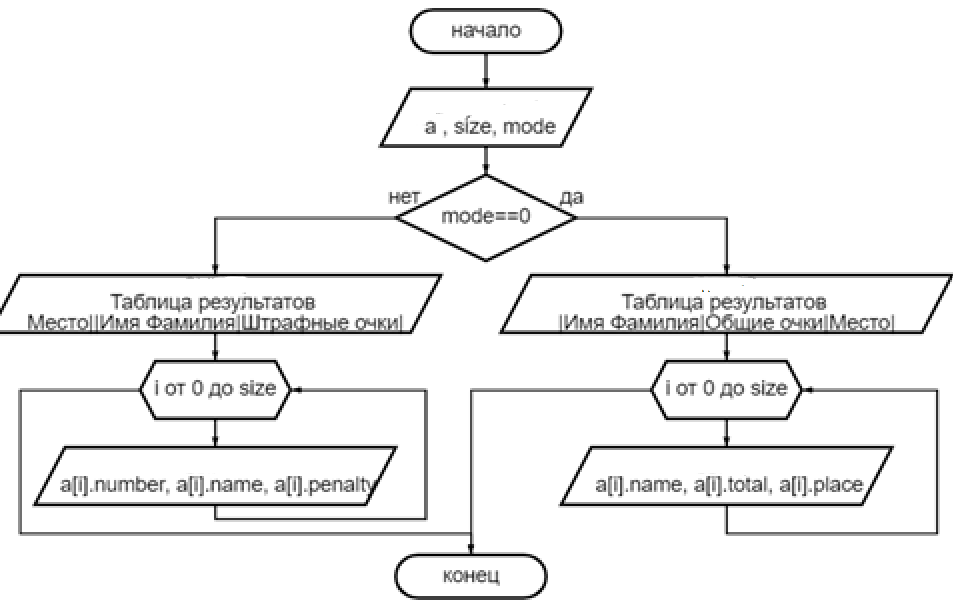 начало
a , size, mode
нет
да
mode==0
Таблица результатов
Место||Имя Фамилия|Штрафные очки|
Таблица результатов
|Имя Фамилия|Общие очки|Место|
i от 0 до size
i от 0 до size
a[i].number, a[i].name, a[i].penalty
a[i].name, a[i].total, a[i].place
конец